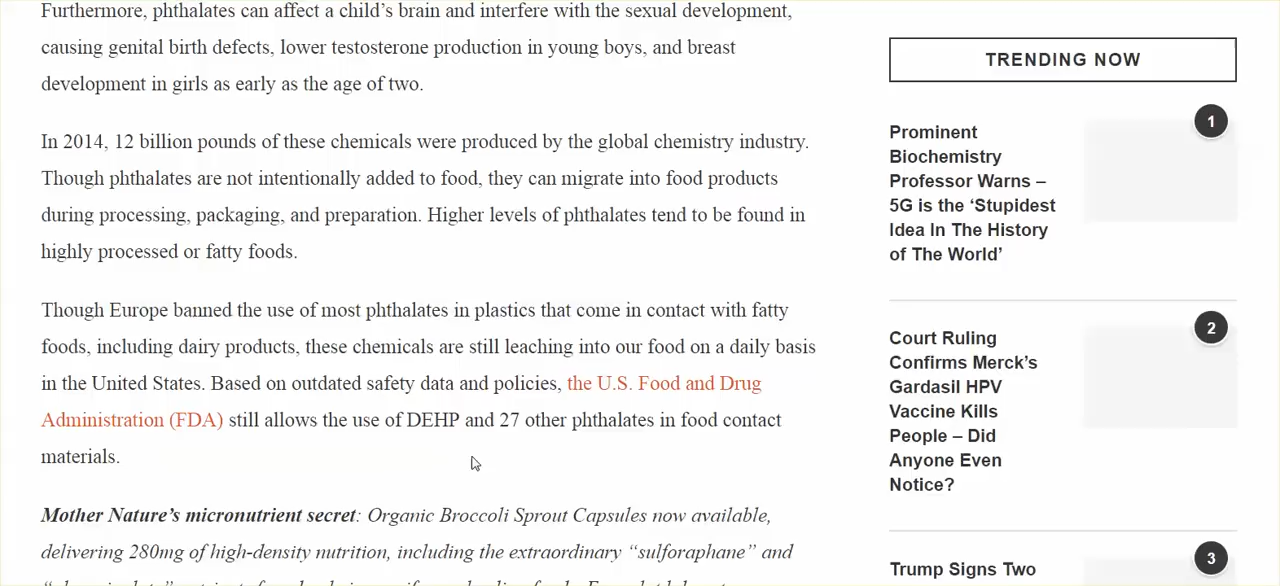 Furthermore, phthalates can affect a child’s brain and interfere with the sexual development,
causing genital birth defects, lower testosterone production in young boys, and breast
development in girls as early as the age of two.
In 2014, 12 billion pounds of these chemicals were produced by the global chemistry industry.
Though phthalates are not intentionally added to food, they can migrate into food products
during processing, packaging, and preparation. Higher levels of phthalates tend to be found in
highly processed or fatty foods.
Though Europe banned the use of most phthalates in plastics that come in contact with fatty
foods, including dairy products, these chemicals are still leaching into our food on a daily basis
in the United States. Based on outdated safety data and policies, the U.S. Food and Drug
Administration (FDA) still allows the use of DEHP and 27 other phthalates in food contact
materials.
Mother Nature’s micronutrient secret: Organic Broccoli Sprout Capsules now available,
delivering 280mg of high-density nutrition, including the extraordinary “sulforaphane” and
TRENDING NOW
1
Prominent
Biochemistry
Professor Warns –
5G is the ‘Stupidest
Idea In The History
of The World’
2
Court Ruling
Confirms Merck’s
Gardasil HPV
Vaccine Kills
People – Did
Anyone Even
Notice?
3
Trump Signs Two